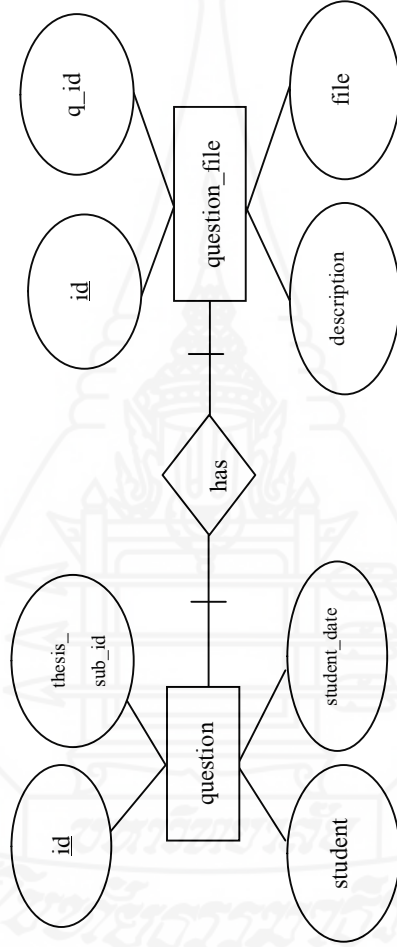 id
thesis_
sub_id
question
student
student_date
has
id
q_id
question_file
description
file